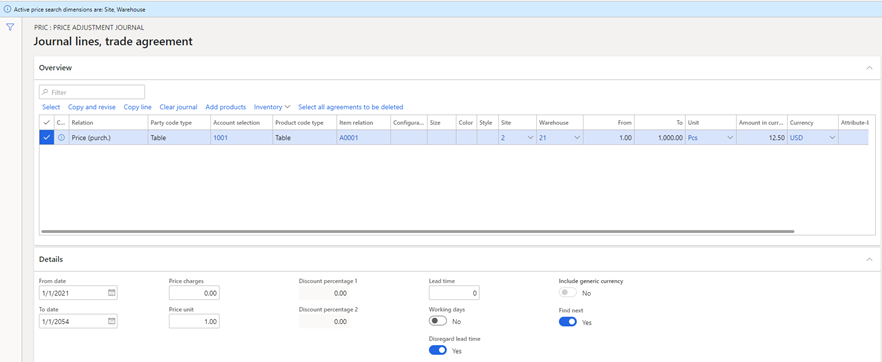 Active price search dimensions are: Site, Warehouse
PRIC : PRICE ADJUSTMENT JOURNAL
Journal lines, trade agreement
Overview
Filter
Select Copy and revise Copy line Clear journal Add products Inventory Select all agreements to be deleted
C... Relation Party code type Account selection Product code type Item relation Configura... Size Color Style Site Warehouse From To Unit Amount in curr... Currency Attribute-
Price (purch.) Table 1001 Table A0001 2 21 1.00 1,000.00 Pcs 12.50 USD
Details
From date Price charges Discount percentage 1 Lead time Include generic currency
1/1/2021 0.00 0.00 0 No
To date Price unit Discount percentage 2 Working days Find next
1/1/2054 1.00 0.00 No Yes
Disregard lead time
Yes